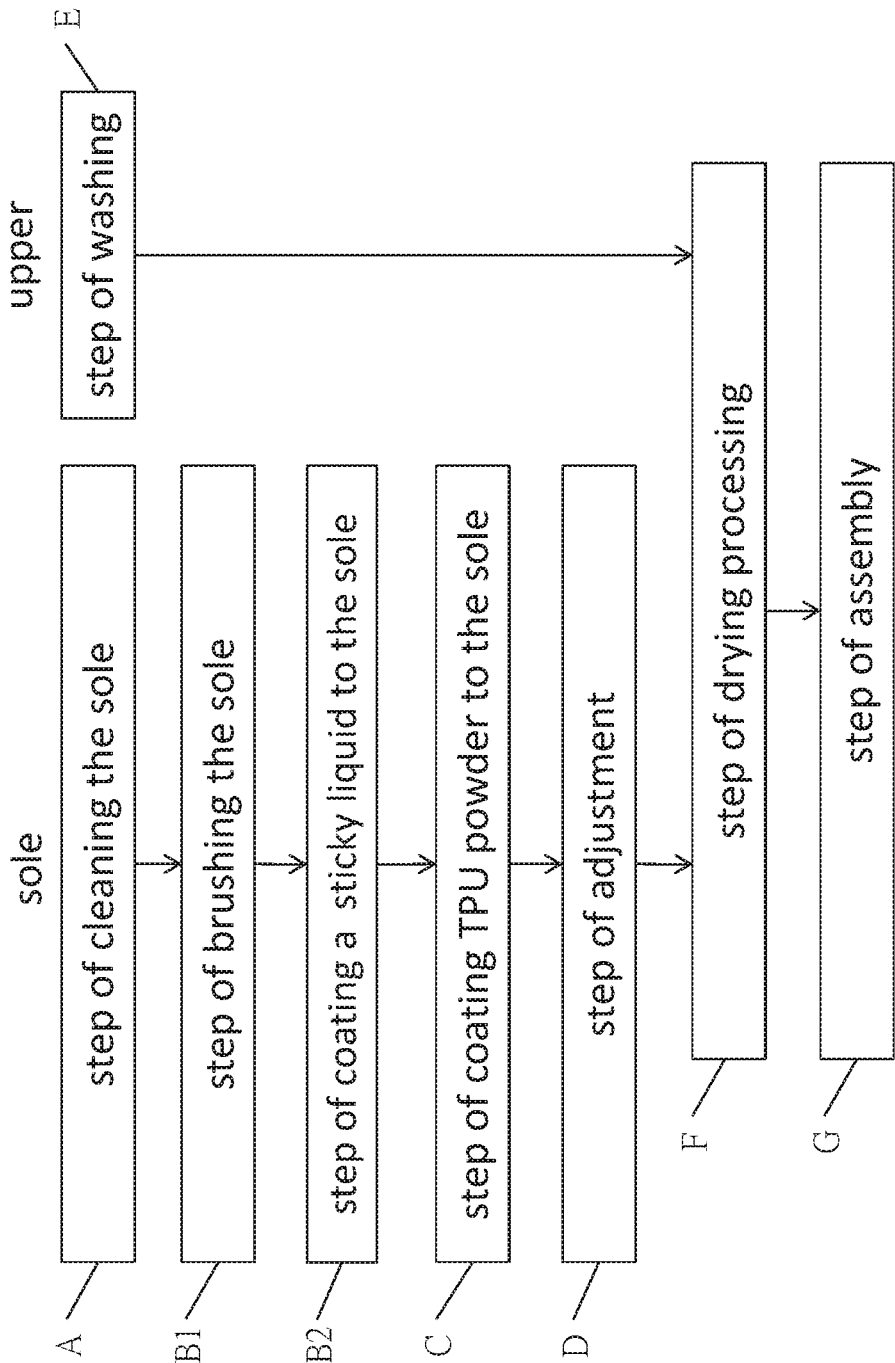 sole
upper
A
step of cleaning the sole
step of washing
E
B1
step of brushing the sole
B2
step of coating a sticky liquid to the sole
C
step of coating TPU powder to the sole
D
step of adjustment
F
step of drying processing
G
step of assembly